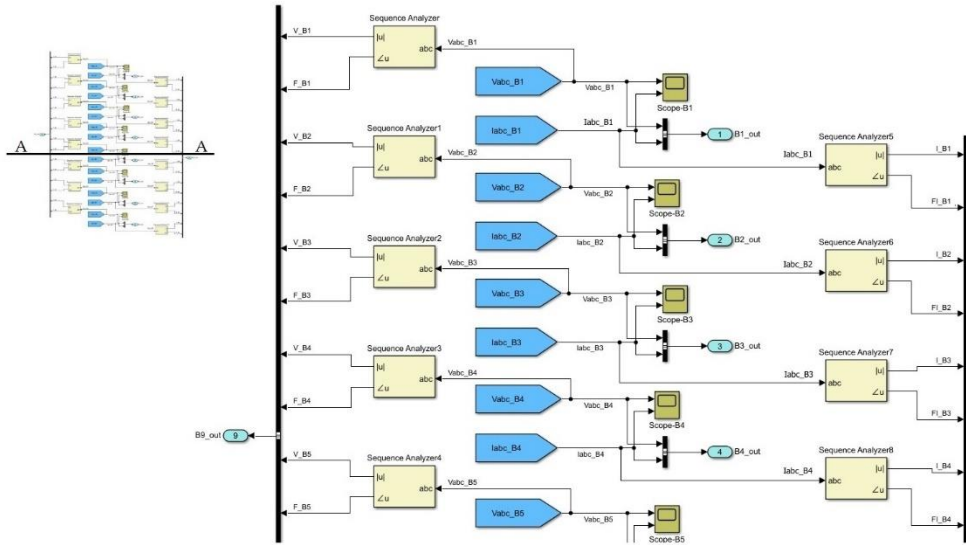 Sequence Analyzer
V_B1
|u|
abc
Vabc_B1
∠u
F_B1
Vabc_B1
Vabc_B1
Scope-B1
Iabc_B1
Iabc_B1
1
B1_out
Sequence Analyzer5
Iabc_B1
abc
|u|
I_B1
∠u
FI_B1
Sequence Analyzer1
V_B2
|u|
abc
Vabc_B2
∠u
F_B2
Vabc_B2
Vabc_B2
Scope-B2
Iabc_B2
Iabc_B2
2
B2_out
Sequence Analyzer6
Iabc_B2
abc
|u|
I_B2
∠u
FI_B2
A
A
Sequence Analyzer2
V_B3
|u|
abc
Vabc_B3
∠u
F_B3
Vabc_B3
Vabc_B3
Scope-B3
Iabc_B3
Iabc_B3
3
B3_out
Sequence Analyzer7
Iabc_B3
abc
|u|
I_B3
∠u
FI_B3
Sequence Analyzer3
V_B4
|u|
abc
Vabc_B4
∠u
F_B4
Vabc_B4
Vabc_B4
Scope-B4
B9_out
9
Iabc_B4
Iabc_B4
4
B4_out
Sequence Analyzer8
Iabc_B4
abc
|u|
I_B4
∠u
FI_B4
Sequence Analyzer4
V_B5
|u|
abc
Vabc_B5
∠u
F_B5
Vabc_B5
Vabc_B5
Scope-B5